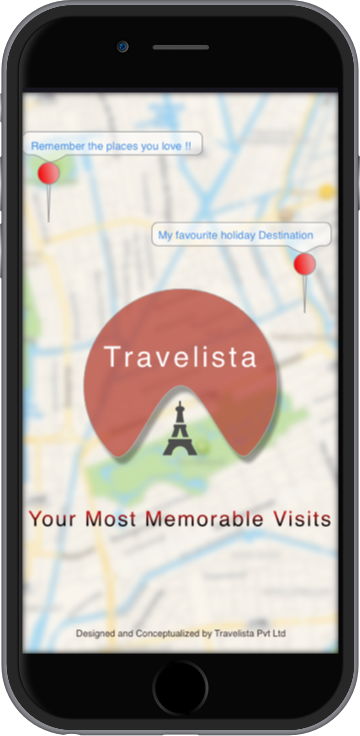 Remember the places you love !!
My favourite holiday Destination
Travelista
Your Most Memorable Visits
Designed and Conceptualized by Travelista Pvt Ltd